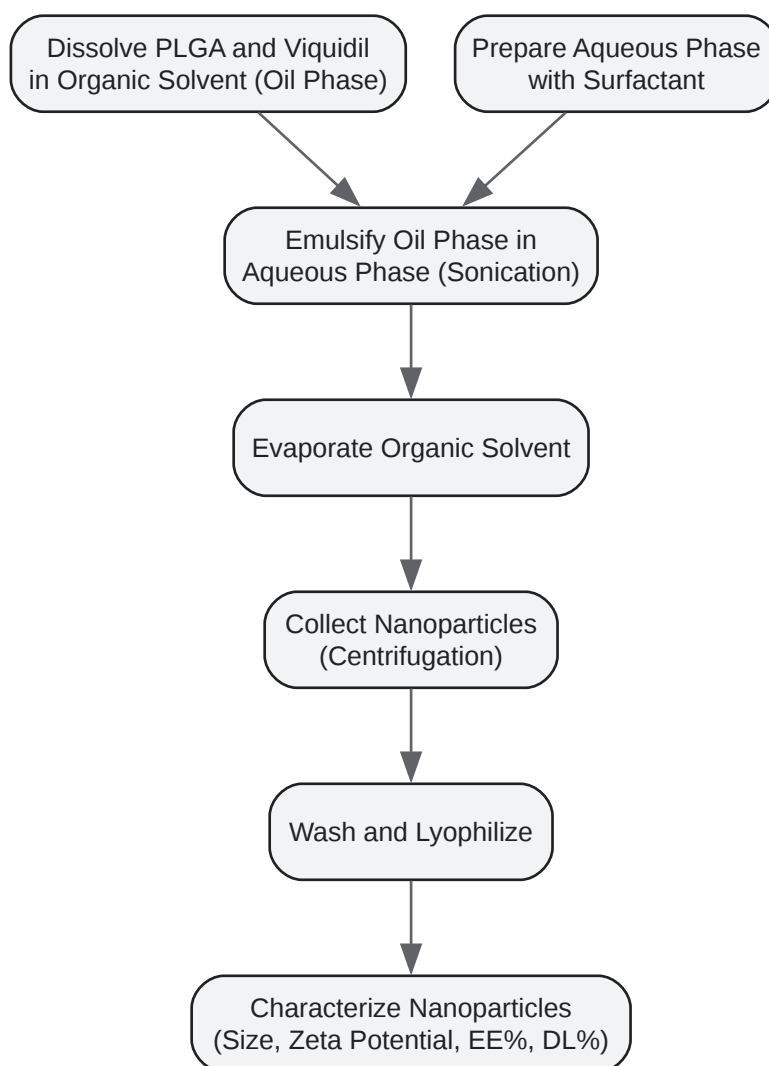 Dissolve PLGA and Viquidil
in Organic Solvent (Oil Phase)
Prepare Aqueous Phase
with Surfactant
Emulsify Oil Phase in
Aqueous Phase (Sonication)
Evaporate Organic Solvent
Collect Nanoparticles
(Centrifugation)
Wash and Lyophilize
Characterize Nanoparticles
(Size, Zeta Potential, EE%, DL%)